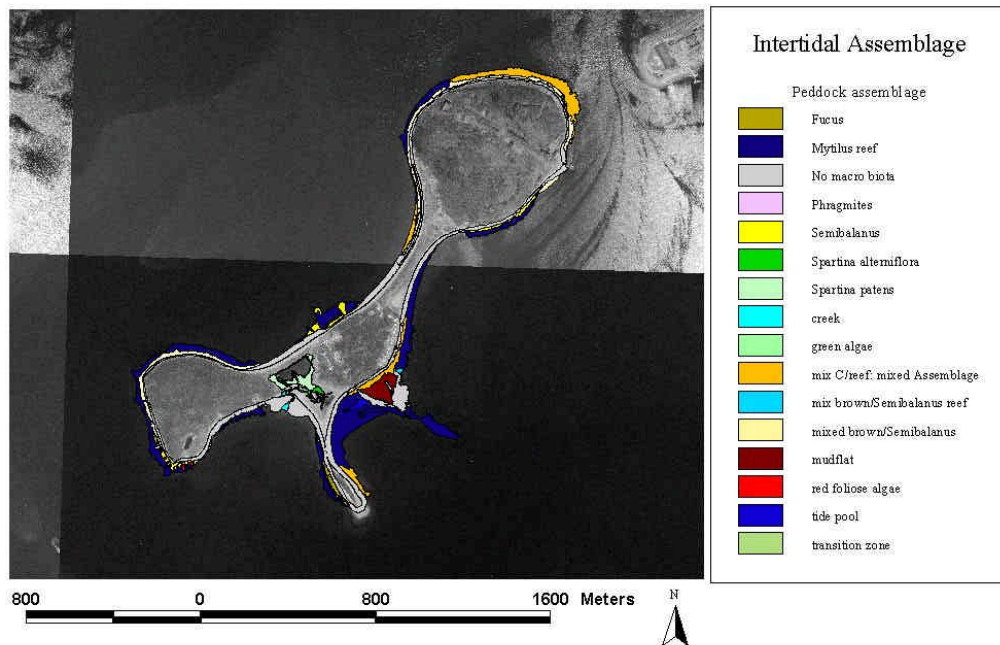 Intertidal Assemblage
Peddock assemblage
Fucus
Mytilus reef
No macro biota
Phragmites
Semibalanus
Spartina alterniflora
Spartina patens
creek
green algae
mix C/reef: mixed Assemblage
mix brown/Semibalanus reef
mixed brown/Semibalanus
mudflat
red foliose algae
tide pool
transition zone
800 0 800 1600 Meters
N